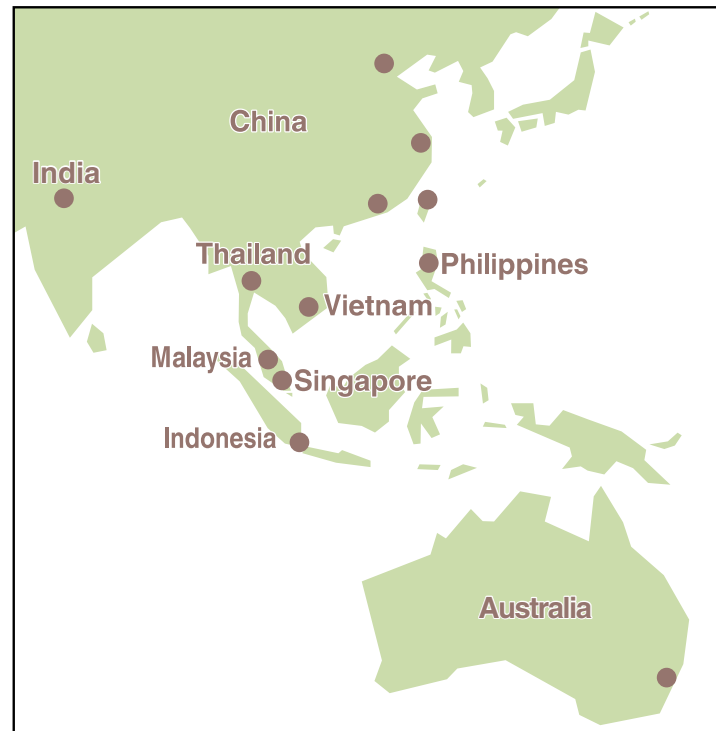 China
India
Thailand
Philippines
Vietnam
Malaysia
Singapore
Indonesia
Australia